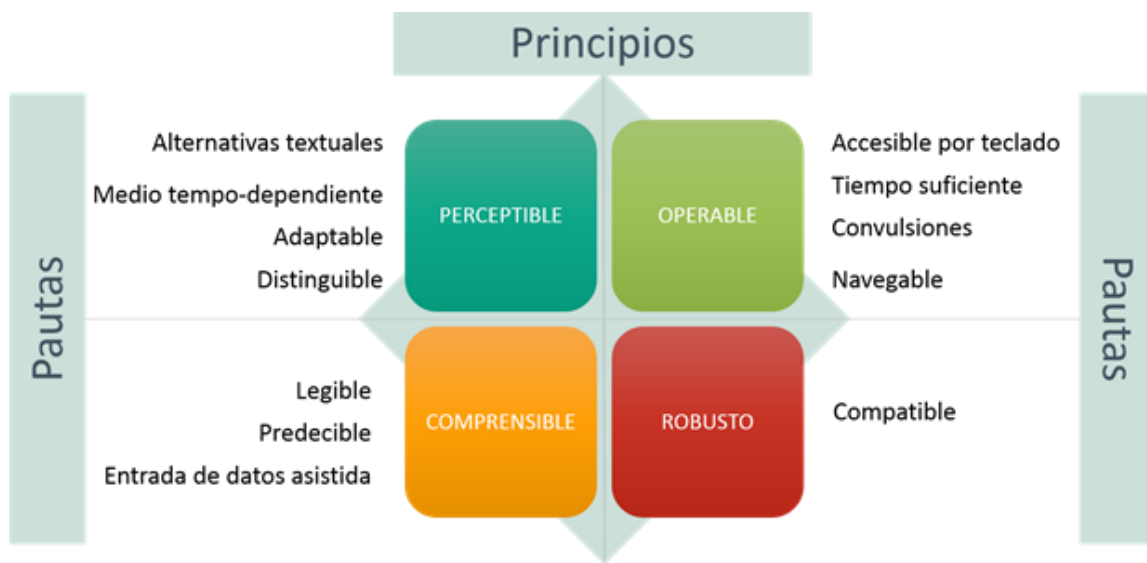 Principios
Pautas
Alternativas textuales
Medio tempo-dependiente
Adaptable
Distinguible
PERCEPTIBLE
OPERABLE
Accesible por teclado
Tiempo suficiente
Convulsiones
Navegable
Legible
Predecible
Entrada de datos asistida
COMPRENSIBLE
ROBUSTO
Compatible
Pautas